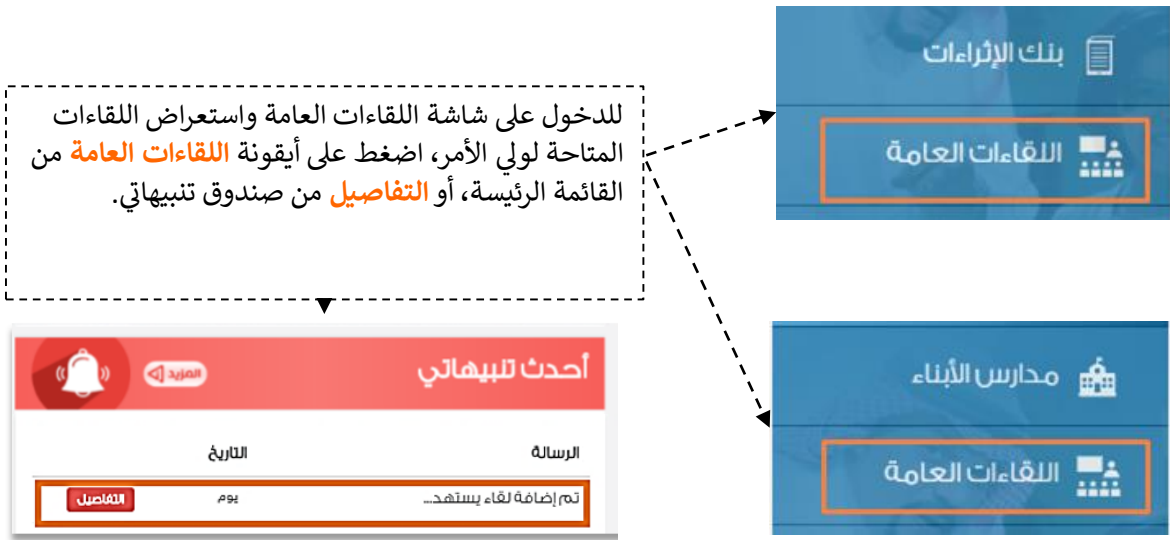 بنك الإثراءات
اللقاءات العامة
للدخول على شاشة اللقاءات العامة واستعراض اللقاءات
المتاحة لولي الأمر، اضغط على أيقونة اللقاءات العامة من
القائمة الرئيسة، أو التفاصيل من صندوق تنبيهاتي.
مدارس الأبناء
اللقاءات العامة
أحدث تنبيهاتي
المزيد
الرسالة التاريخ
تم إضافة لقاء يستهد... يوم التفاصيل